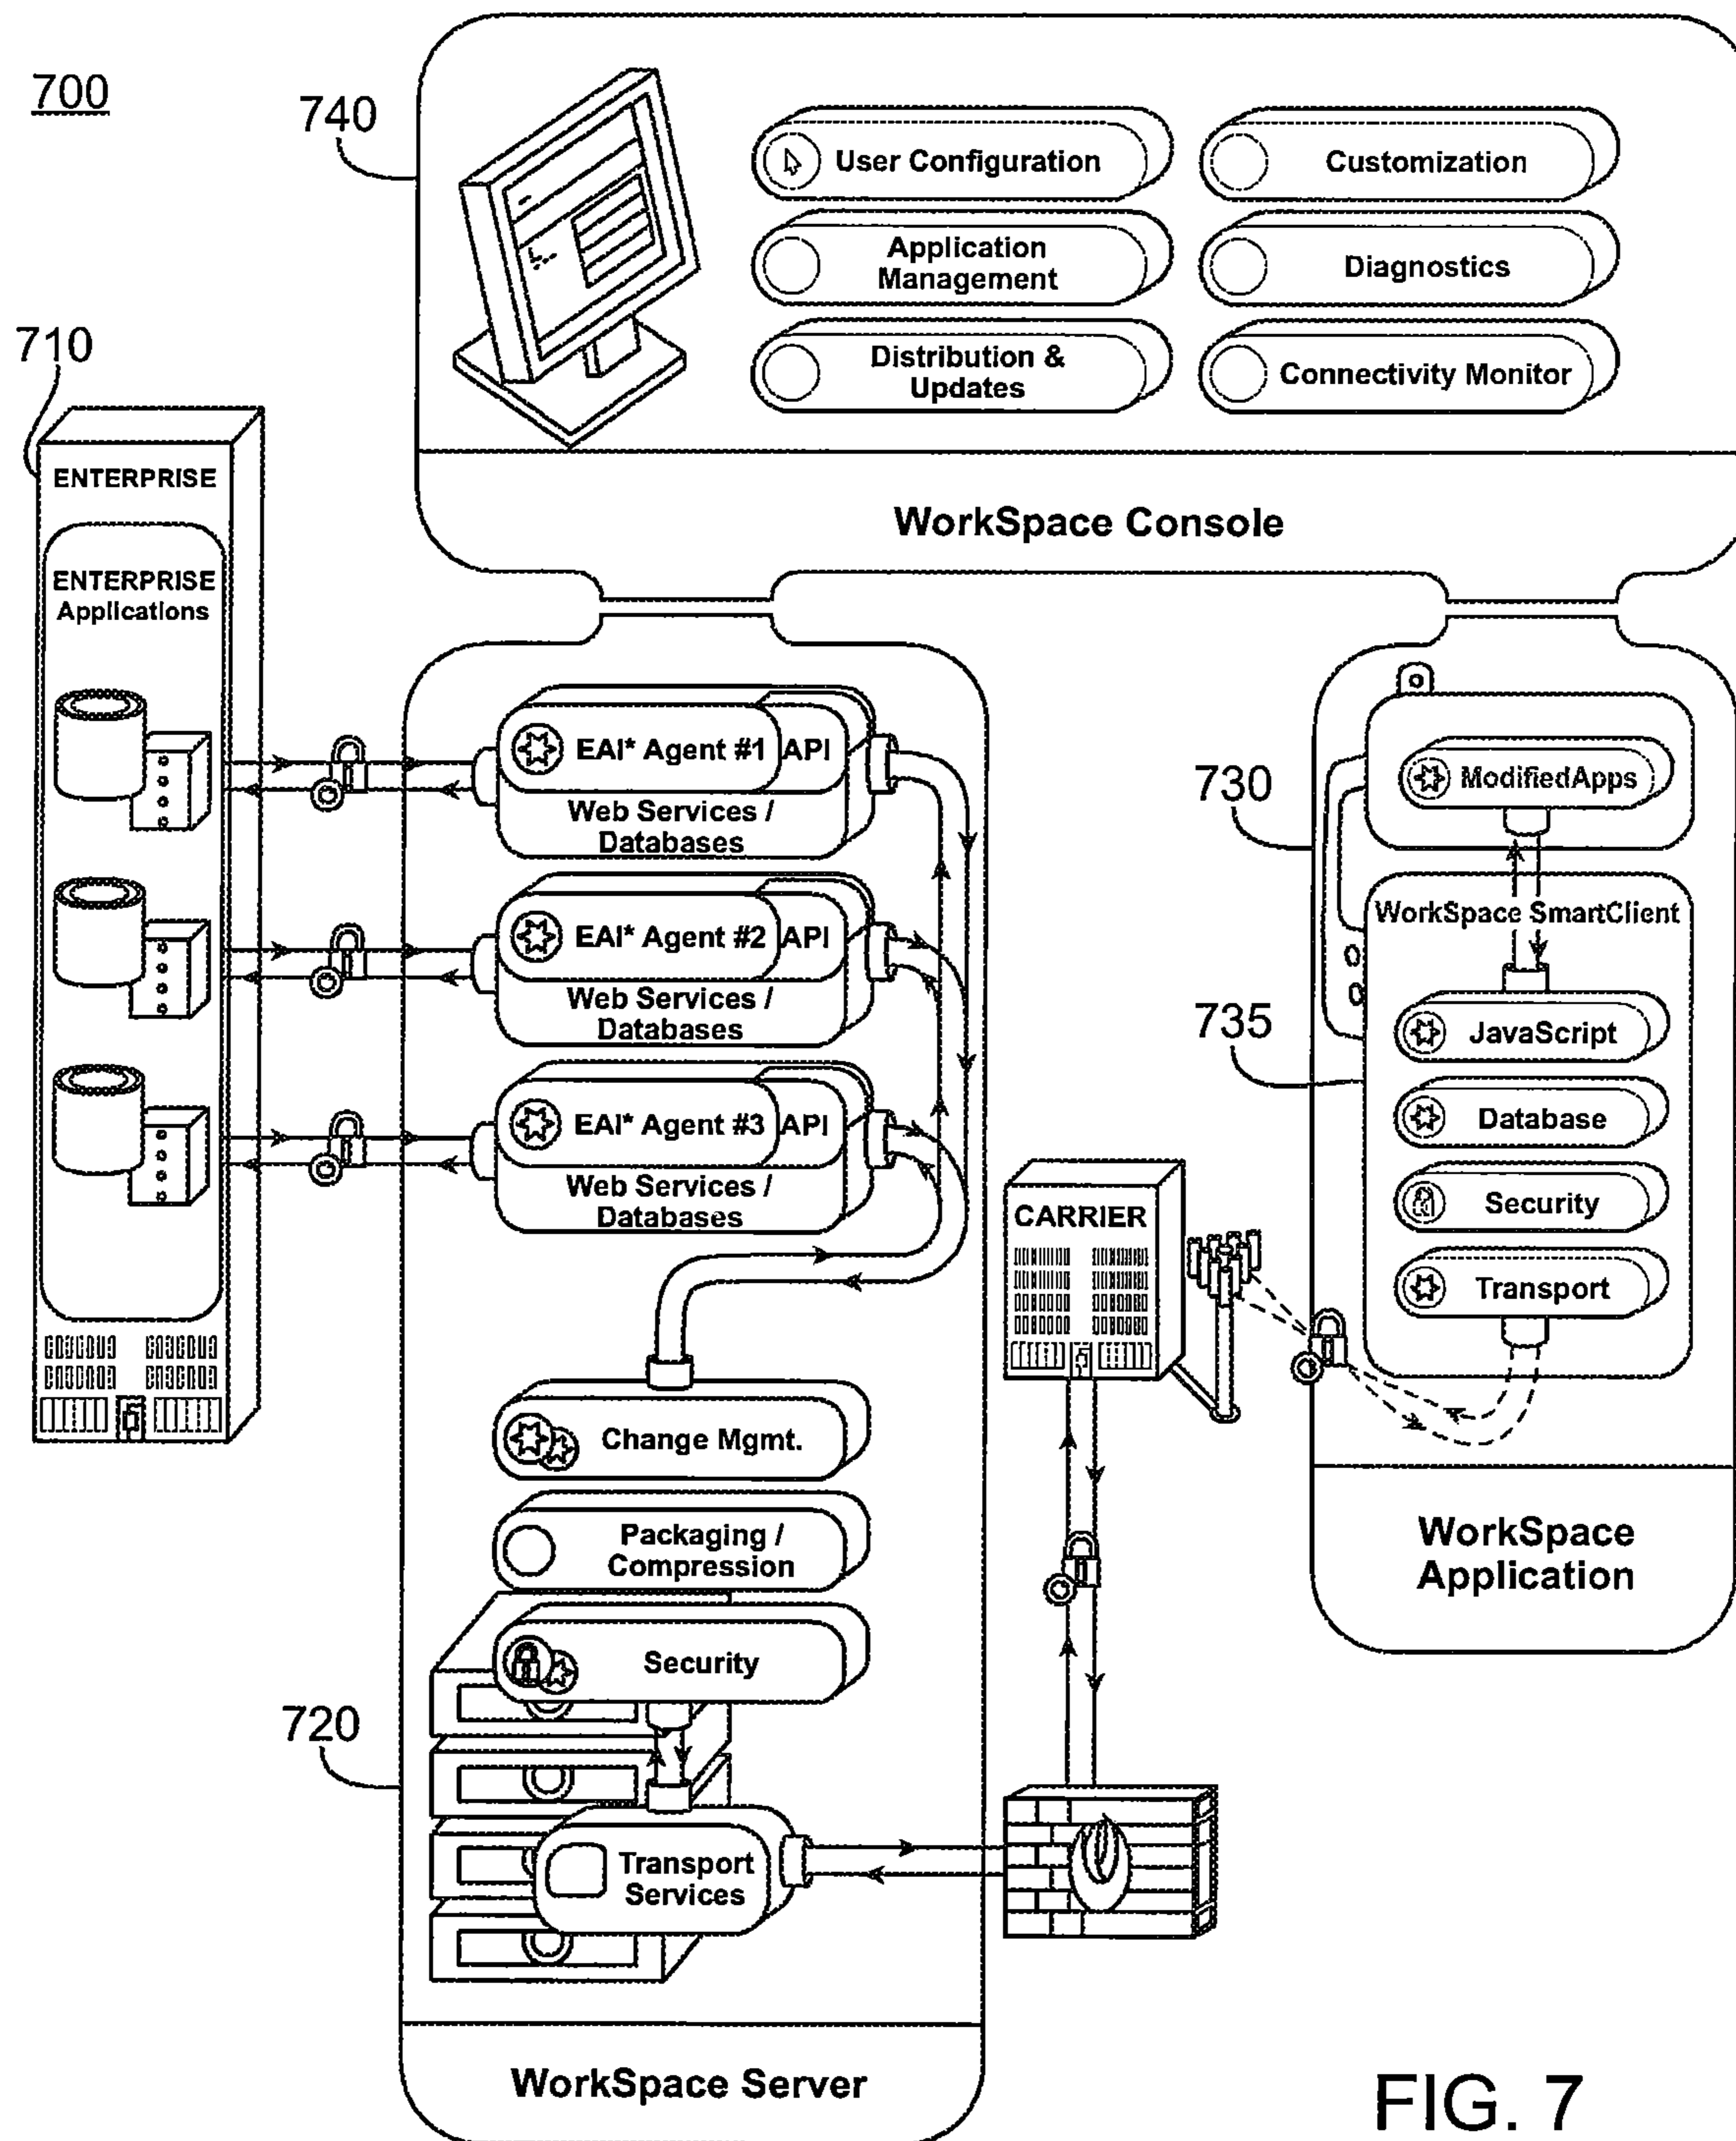 700
740
User Configuration
Customization
Application
Management
Diagnostics
Distribution &
Updates
Connectivity Monitor
WorkSpace Console
710
ENTERPRISE
ENTERPRISE
Applications
EAI* Agent #1
API
Web Services /
Databases
EAI* Agent #2
API
Web Services /
Databases
EAI* Agent #3
API
Web Services /
Databases
Change Mgmt.
Packaging /
Compression
Security
720
Transport
Services
WorkSpace Server
CARRIER
730
ModifiedApps
WorkSpace SmartClient
735
JavaScript
Database
Security
Transport
WorkSpace
Application
FIG. 7